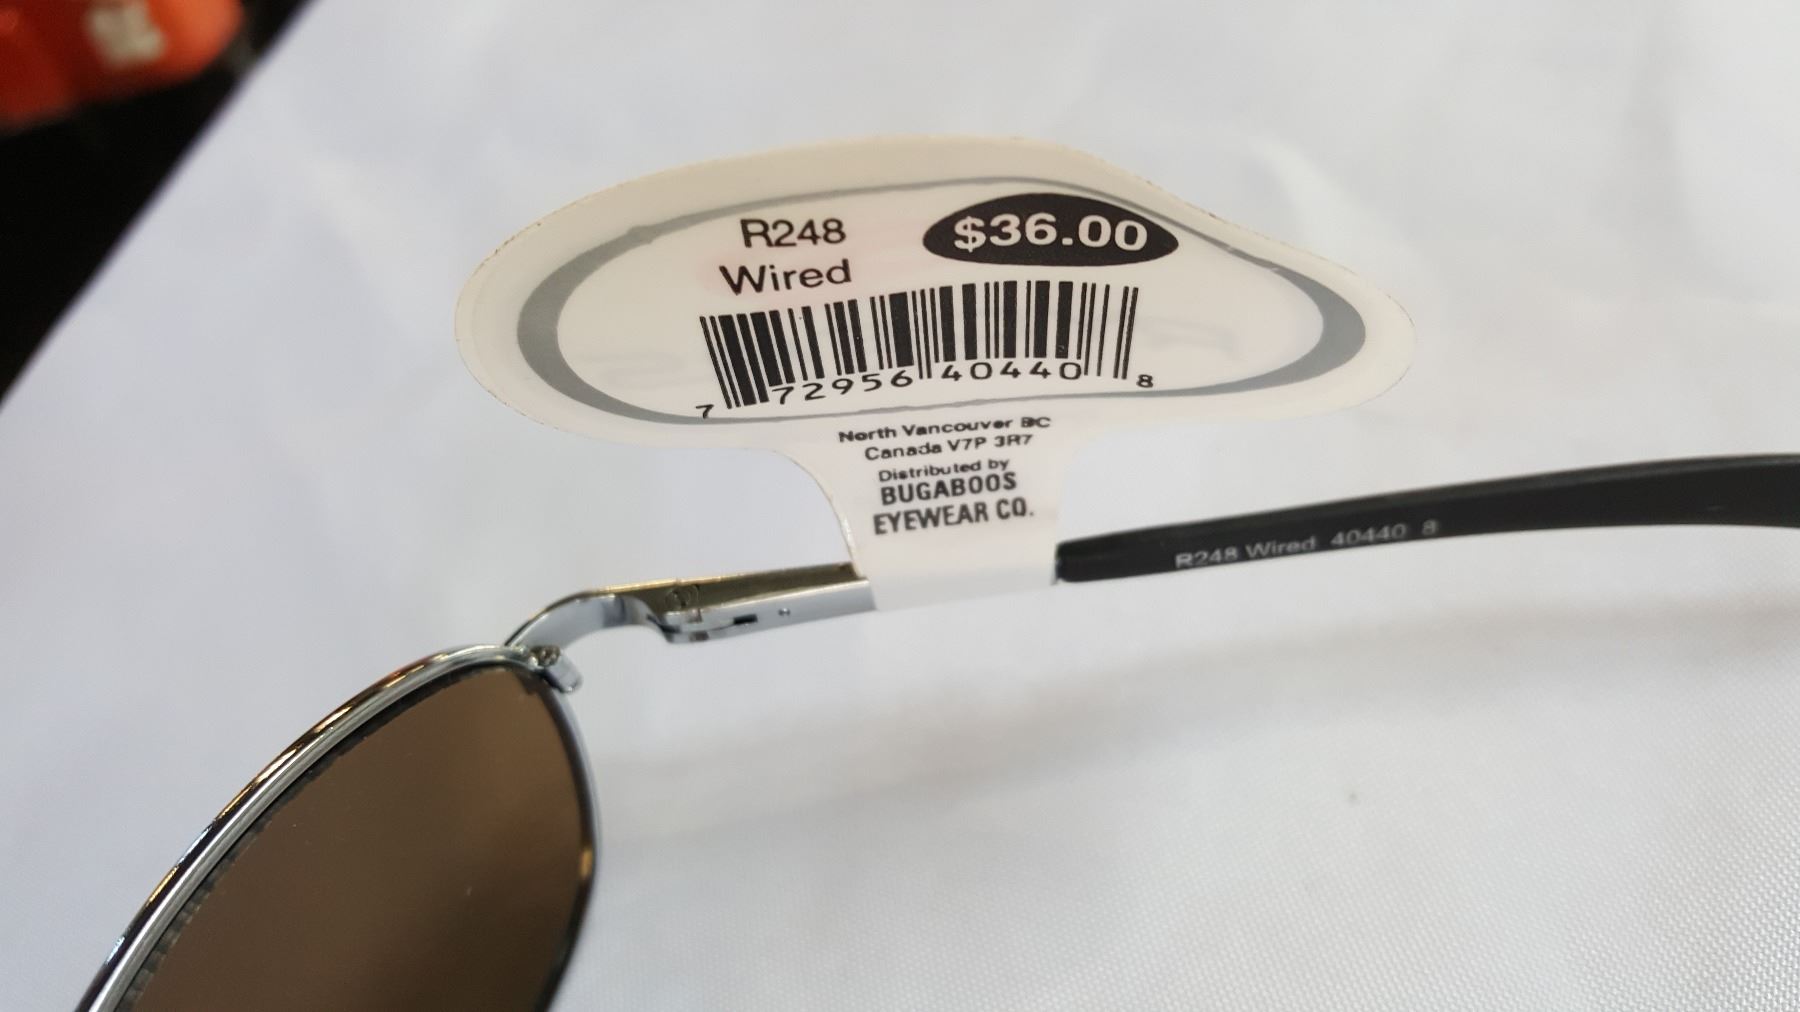 R248
$36.00
Wired
7 72956 40440 8
North Vancouver BC
Canada V7P 3R7
Distributed by
BUGABOOS
EYEWEAR CO.
R248 Wired 40440 8